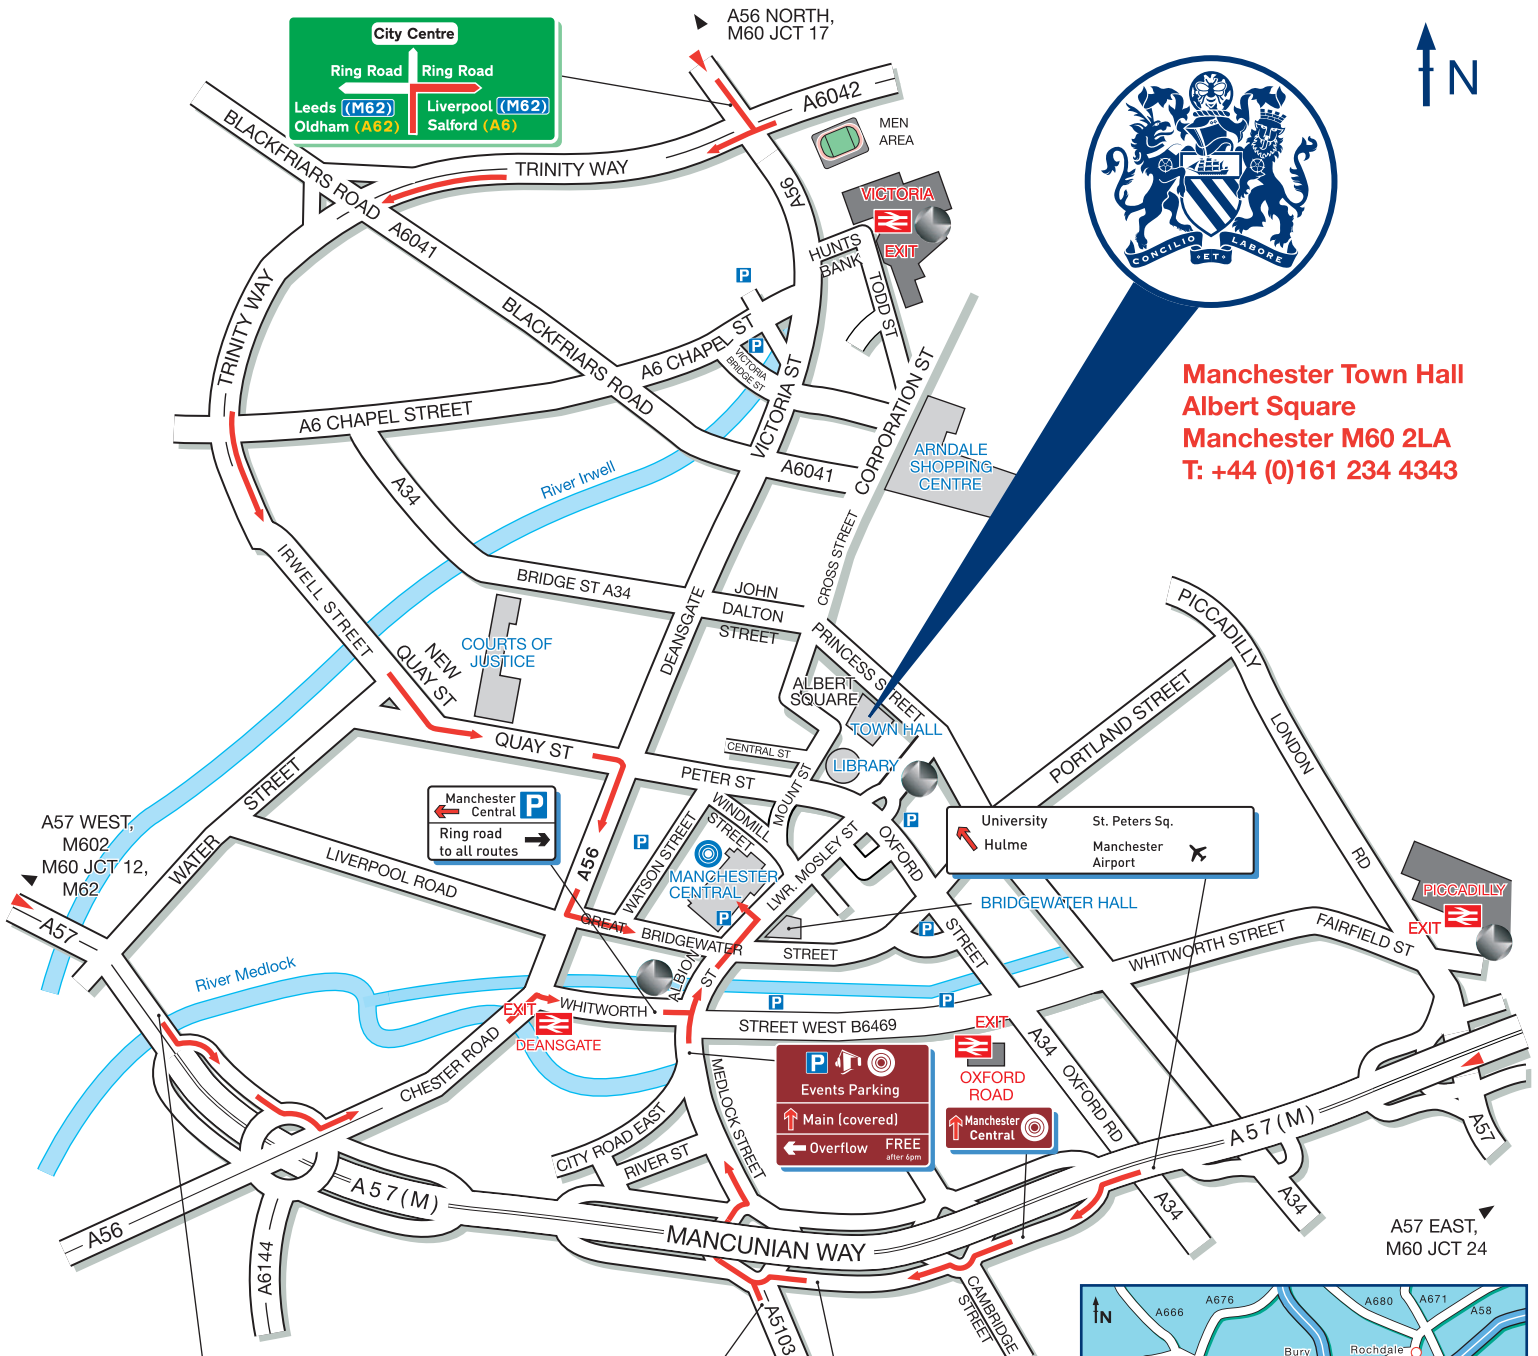 A56 NORTH,
M60 JCT 17
City Centre
Ring Road
Ring Road
Leeds (M62)
Oldham (A62)
Liverpool (M62)
Salford (A6)
N
A6042
MEN
AREA
BLACKFRIARS ROAD
TRINITY WAY
A56
VICTORIA
EXIT
A6041
HUNTS
BANK
TODD ST
CONCILIO
ET
LABORE
P
TRINITY WAY
BLACKFRIARS ROAD
A6 CHAPEL ST
P
VICTORIA
BRIDGE ST
VICTORIA ST
CORPORATION ST
Manchester Town Hall
Albert Square
Manchester M60 2LA
T: +44 (0)161 234 4343
A6 CHAPEL STREET
ARNDALE
SHOPPING
CENTRE
A6041
River Irwell
A34
CROSS STREET
IRWELL STREET
BRIDGE ST A34
JOHN
DALTON
STREET
DEANSGATE
PRINCESS STREET
PICCADILLY
COURTS OF
JUSTICE
NEW
QUAY ST
ALBERT
SQUARE
TOWN HALL
PORTLAND STREET
LONDON
RD
QUAY ST
CENTRAL ST
LIBRARY
PETER ST
MOUNT ST
WINDMILL
STREET
STREET
WATER
Manchester
Central
P
Ring road
to all routes
P
A56
WATSON STREET
MANCHESTER
CENTRAL
P
LWR. MOSLEY ST
OXFORD
STREET
P
University
Hulme
St. Peters Sq.
Manchester
Airport
A57 WEST,
M602
M60 JCT 12,
M62
LIVERPOOL ROAD
BRIDGEWATER HALL
PICCADILLY
EXIT
A57
GREAT
BRIDGEWATER
STREET
P
WHITWORTH STREET
FAIRFIELD ST
River Medlock
ALBION
ST
P
P
EXIT
WHITWORTH
STREET WEST B6469
EXIT
DEANSGATE
CHESTER ROAD
A34
OXFORD RD
OXFORD
ROAD
MEDLOCK STREET
P
Events Parking
Main (covered)
Overflow
FREE
after 6pm
Manchester
Central
A57(M)
A57
CITY ROAD EAST
RIVER ST
A57(M)
A34
A34
A56
MANCUNIAN WAY
A57 EAST,
M60 JCT 24
A6144
A5103
CAMBRIDGE
STREET
N
A666
A676
A680
A671
A58
Bury
Rochdale